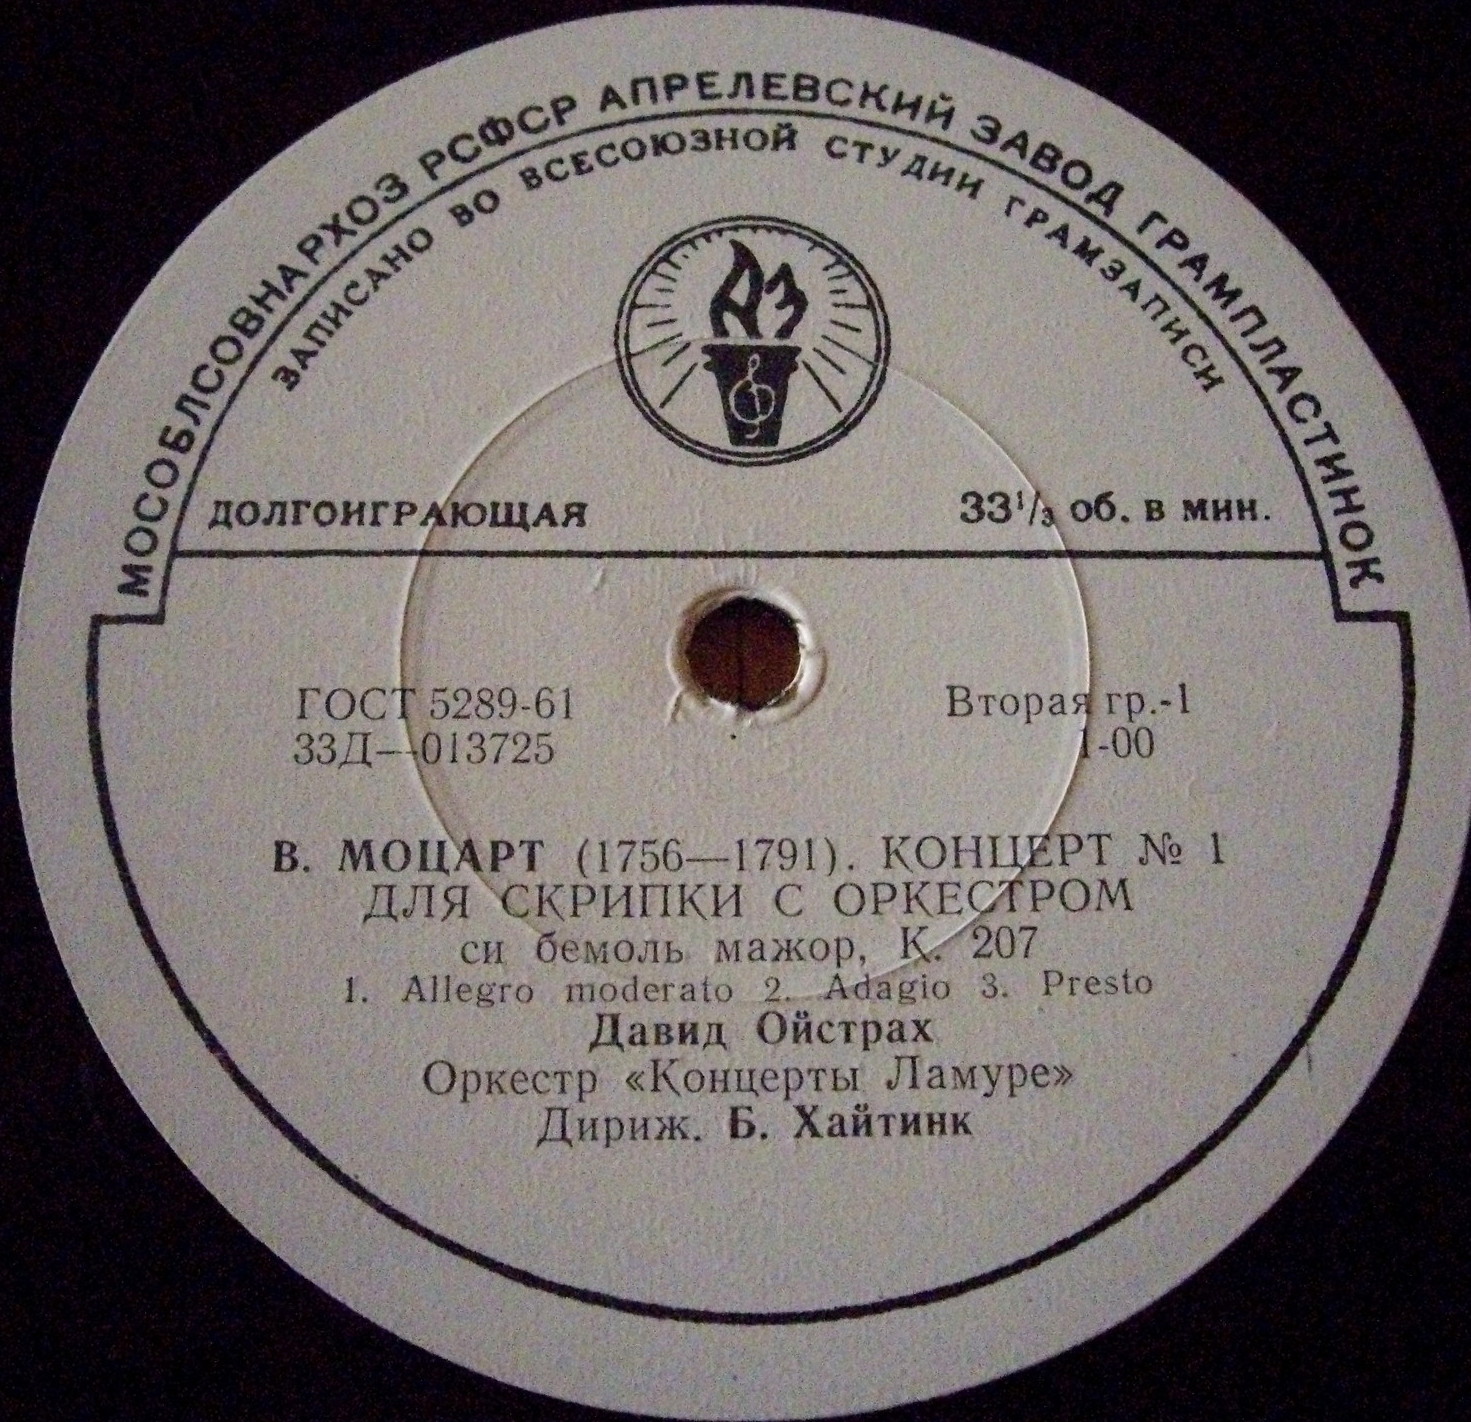 МОСОБЛСОВНАРХОЗ РСФСР АПРЕЛЕВСКИЙ ЗАВОД ГРАМПЛАСТИНОК
ЗАПИСАНО ВО ВСЕСОЮЗНОЙ СТУДИИ ГРАМЗАПИСИ
АЗ
ДОЛГОИГРАЮЩАЯ 33⅓ об. в мин.
ГОСТ 5289-61 Вторая гр.-1
33Д—013725 1-00
В. МОЦАРТ (1756—1791). КОНЦЕРТ № 1
ДЛЯ СКРИПКИ С ОРКЕСТРОМ
си бемоль мажор, К. 207
1. Allegro moderato 2. Adagio 3. Presto
Давид Ойстрах
Оркестр «Концерты Ламуре»
Дириж. Б. Хайтинк